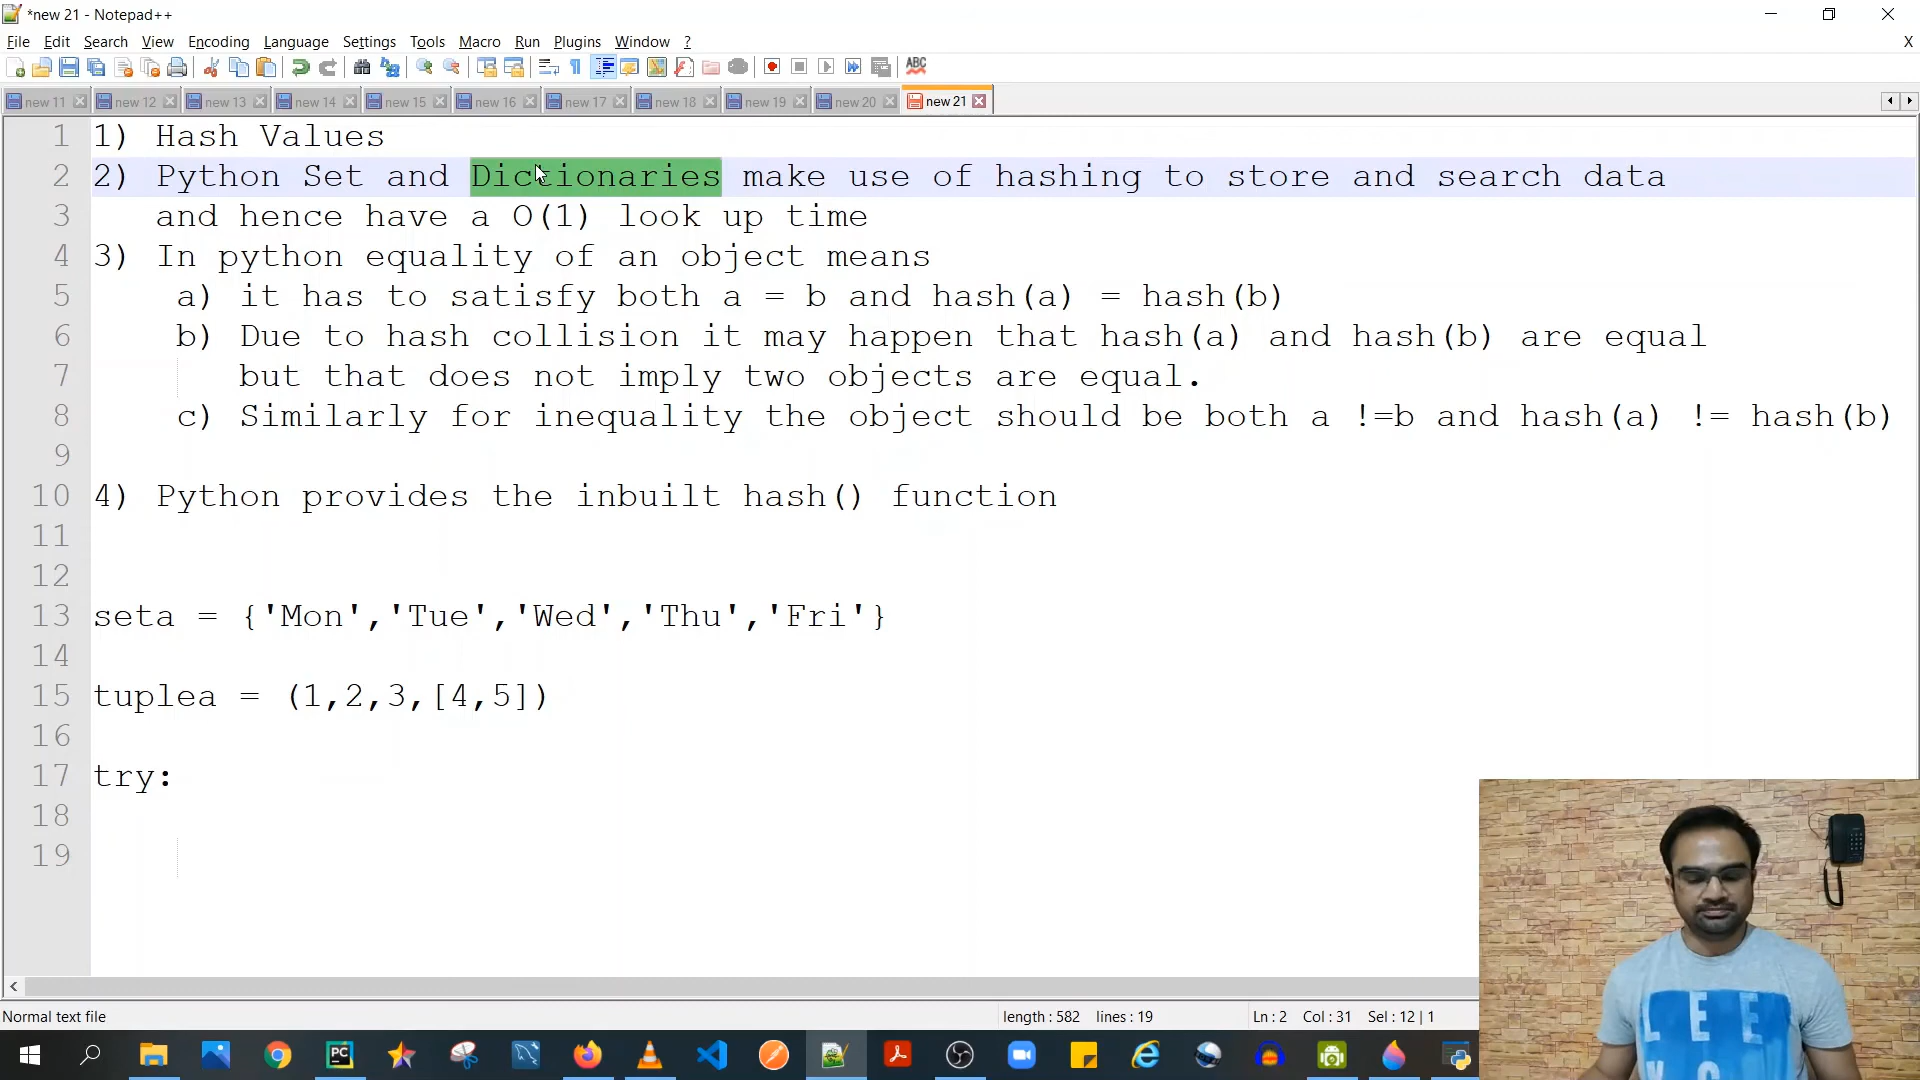 *new 21 - Notepad++
File Edit Search View Encoding Language Settings Tools Macro Run Plugins Window ? X
new 11 new 12 new 13 new 14 new 15 new 16 new 17 new 18 new 19 new 20 new 21
1 1) Hash Values
2 2) Python Set and Dictionaries make use of hashing to store and search data
3 and hence have a O(1) look up time
4 3) In python equality of an object means
5 a) it has to satisfy both a = b and hash(a) = hash(b)
6 b) Due to hash collision it may happen that hash(a) and hash(b) are equal
7 but that does not imply two objects are equal.
8 c) Similarly for inequality the object should be both a !=b and hash(a) != hash(b)
9
10 4) Python provides the inbuilt hash() function
11
12
13 seta = {'Mon','Tue','Wed','Thu','Fri'}
14
15 tuplea = (1,2,3,[4,5])
16
17 try:
18
19
Normal text file length : 582 lines : 19 Ln : 2 Col : 31 Sel : 12 | 1
LEE